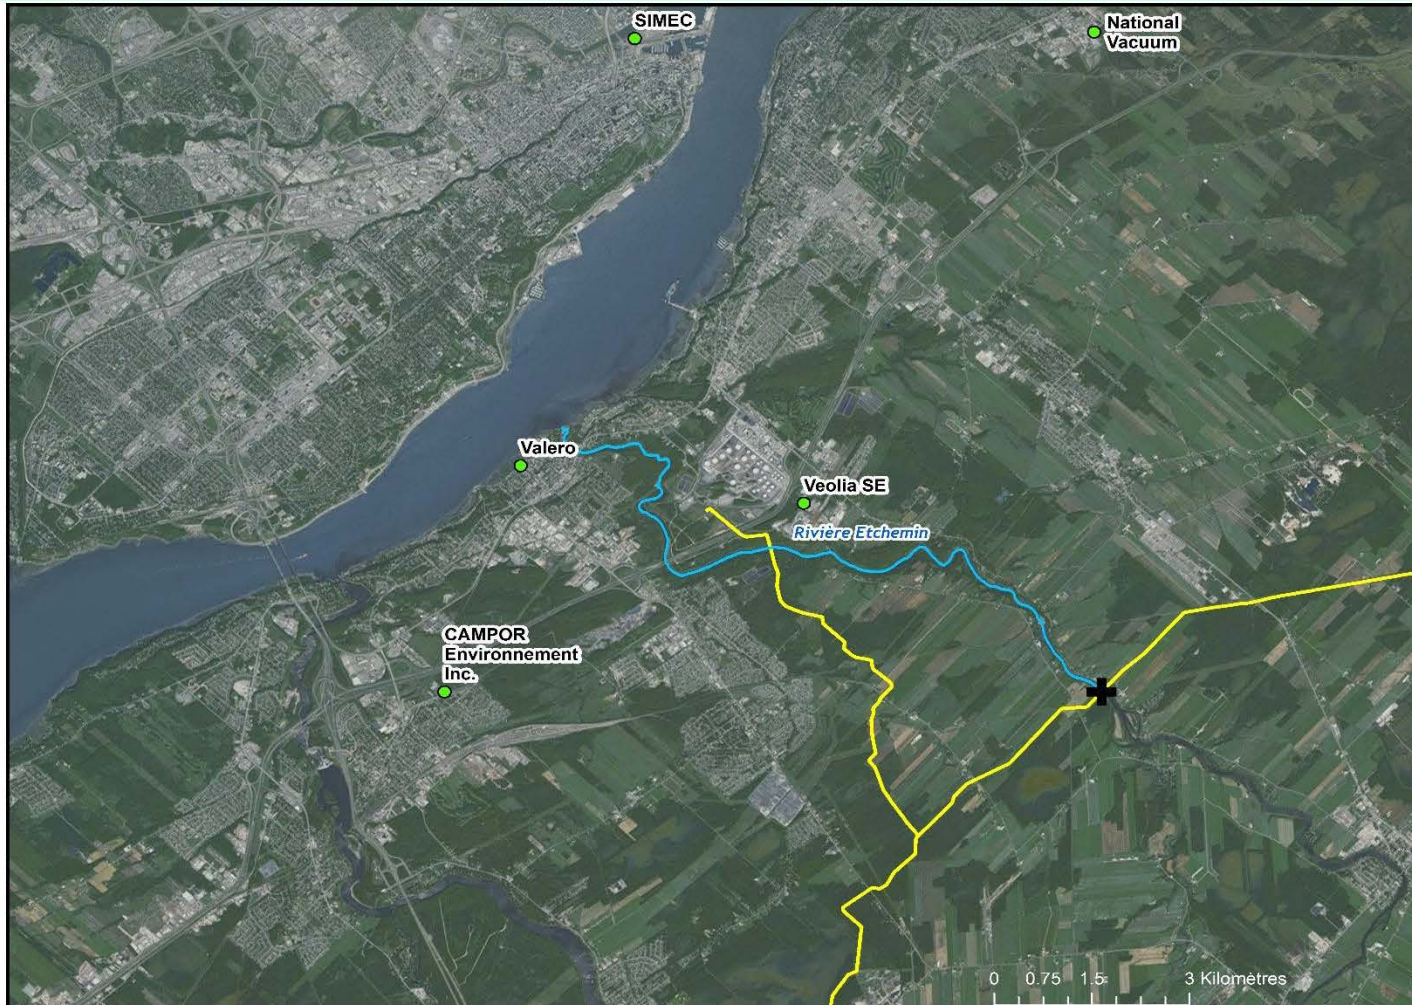 SIMEC
National
Vacuum
Valero
Veolia SE
Rivière Etchemin
CAMPOR
Environnement
Inc.
0 0.75 1.5 3 Kilomètres